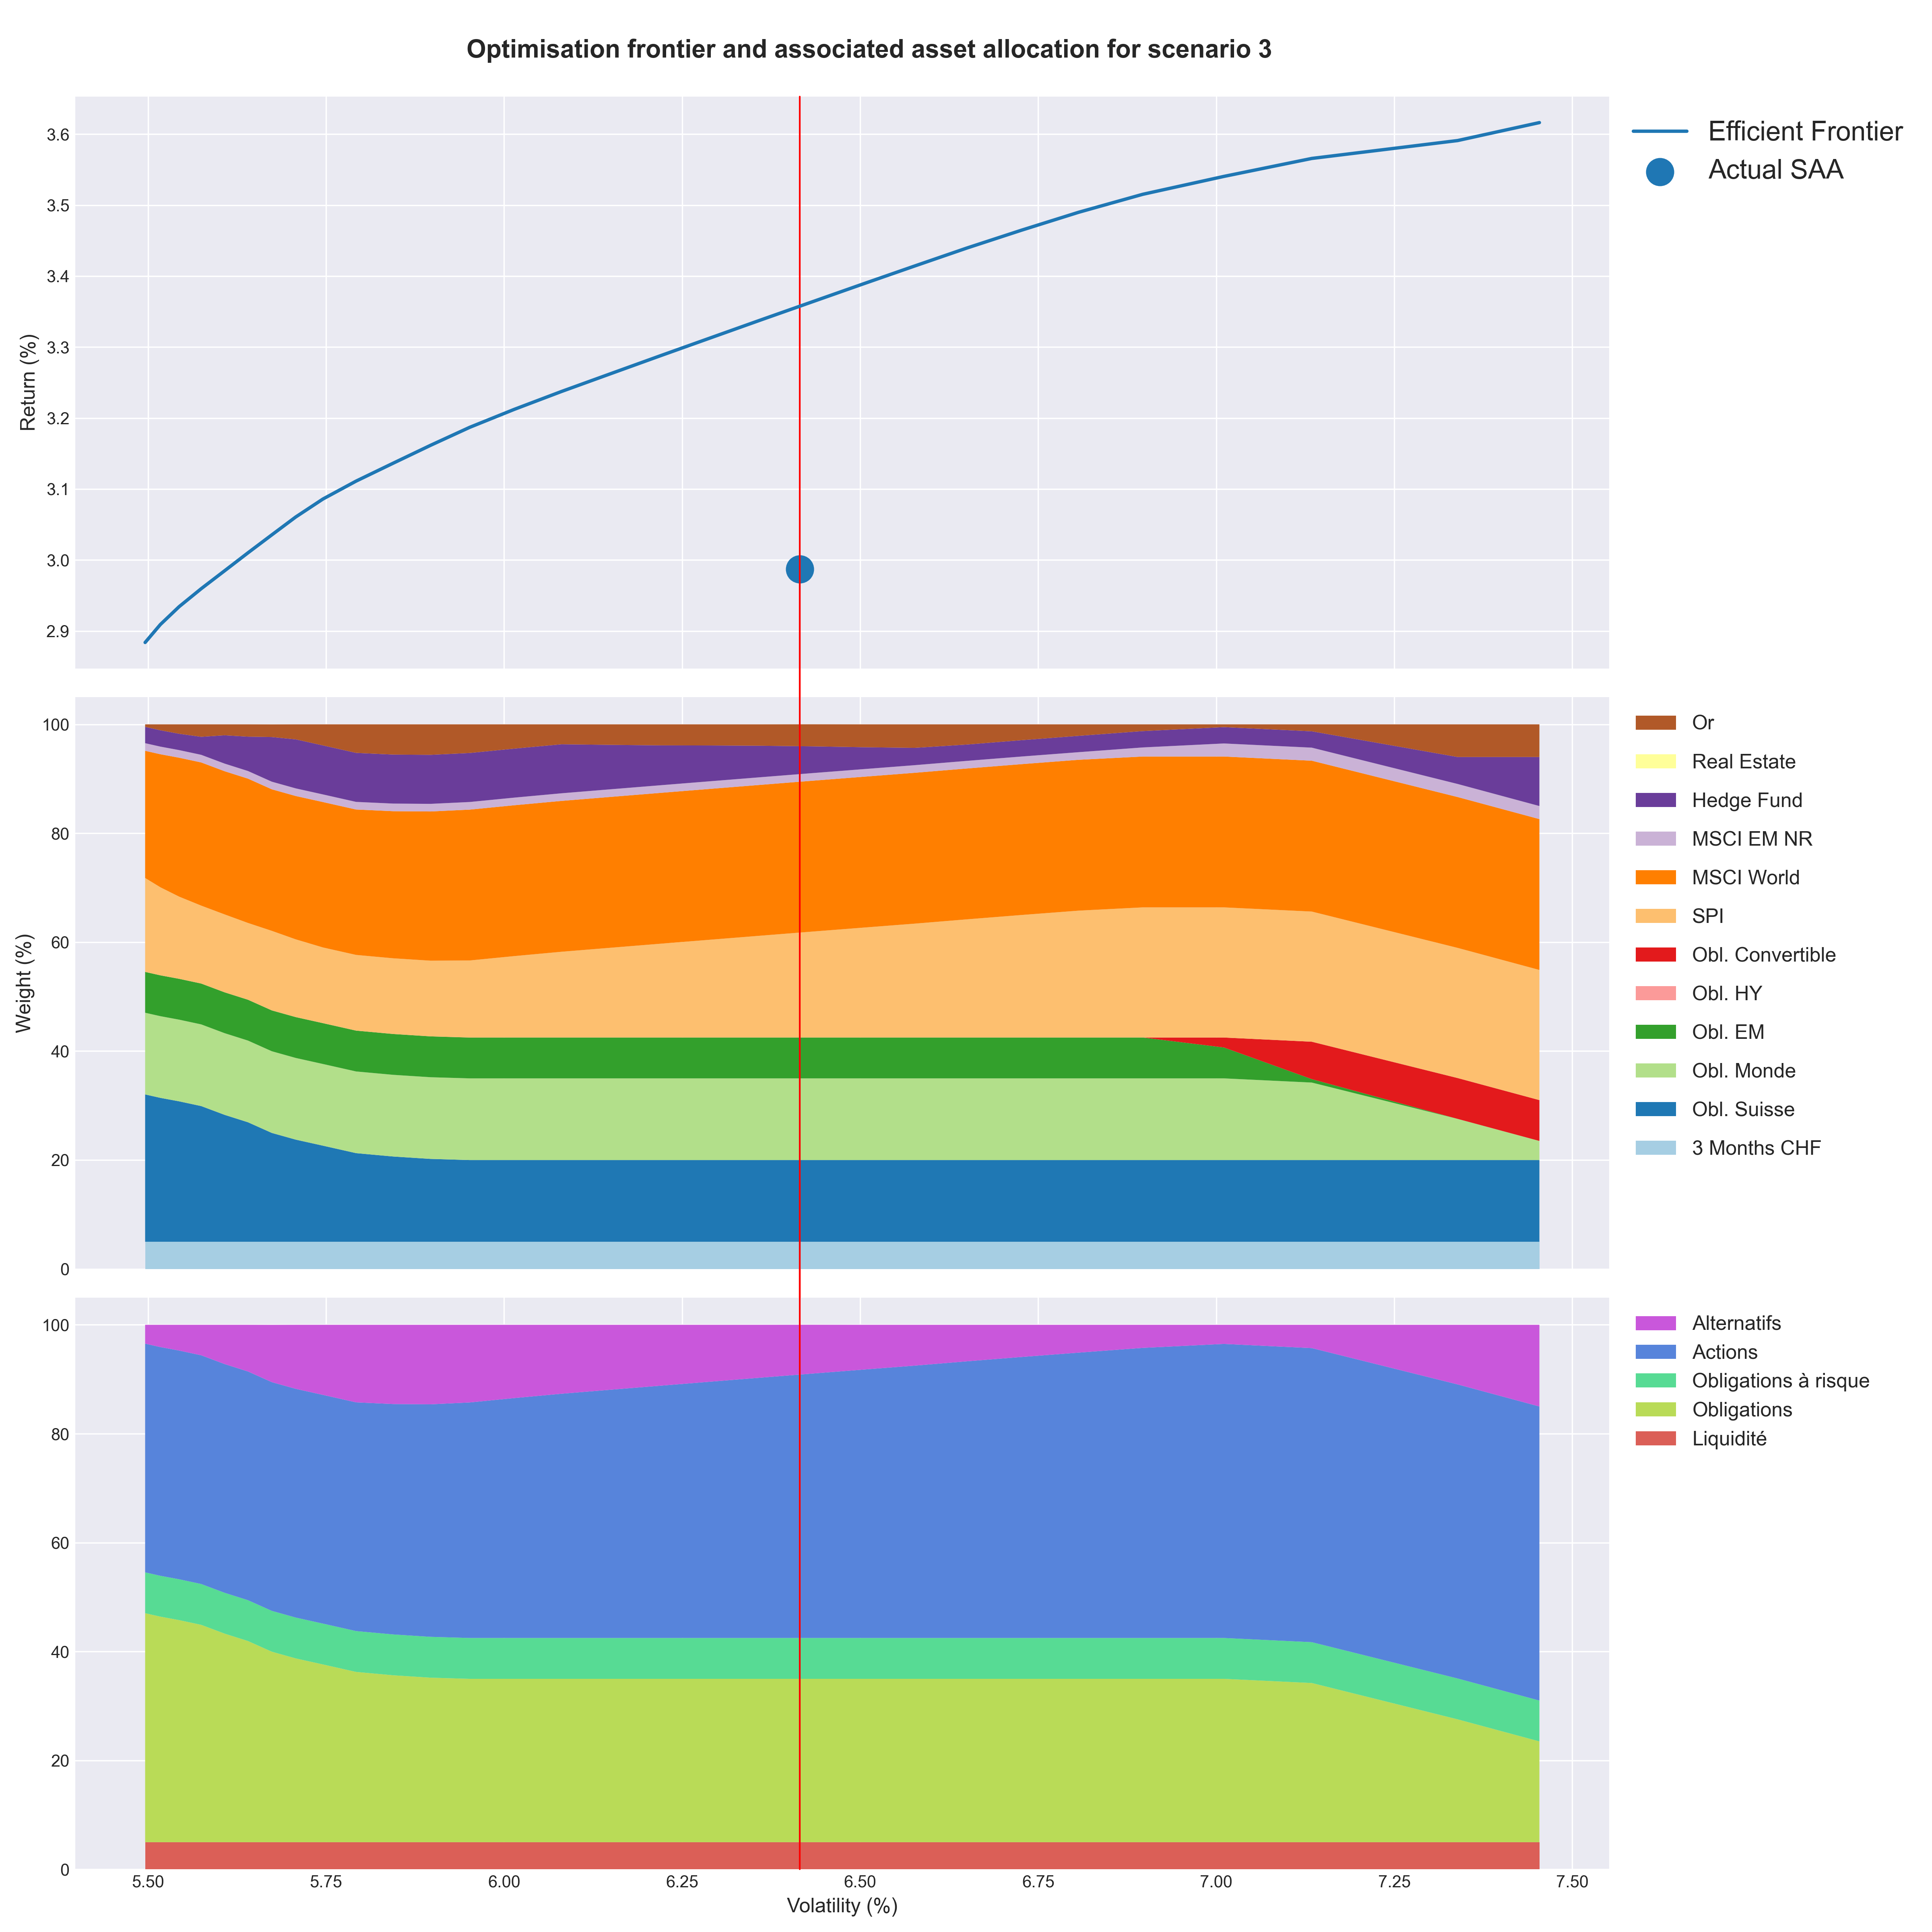 Optimisation frontier and associated asset allocation for scenario 3
3.6
3.5
3.4
3.3
3.2
3.1
3.0
2.9
Return (%)
Efficient Frontier
Actual SAA
100
80
60
40
20
0
Weight (%)
Or
Real Estate
Hedge Fund
MSCI EM NR
MSCI World
SPI
Obl. Convertible
Obl. HY
Obl. EM
Obl. Monde
Obl. Suisse
3 Months CHF
100
80
60
40
20
0
Alternatifs
Actions
Obligations à risque
Obligations
Liquidité
5.50 5.75 6.00 6.25 6.50 6.75 7.00 7.25 7.50
Volatility (%)